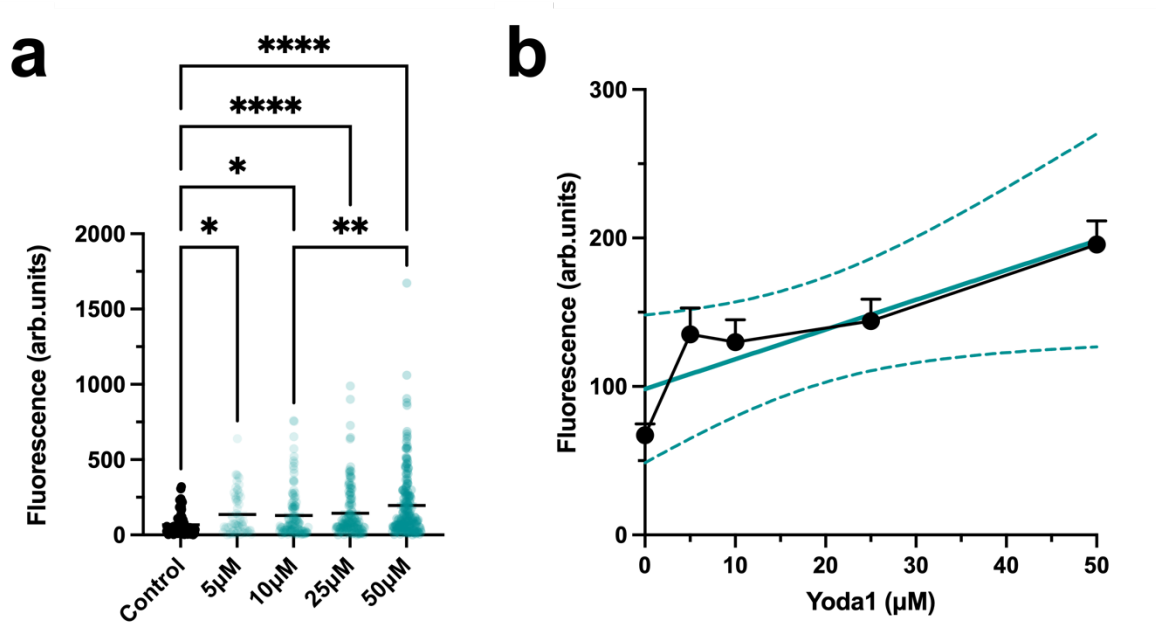 a
****
****
*
* **
2000
1500
1000
500
0
Fluorescence (arb.units)
Control 5µM 10µM 25µM 50µM
b
300
200
100
0
Fluorescence (arb.units)
0 10 20 30 40 50
Yoda1 (µM)